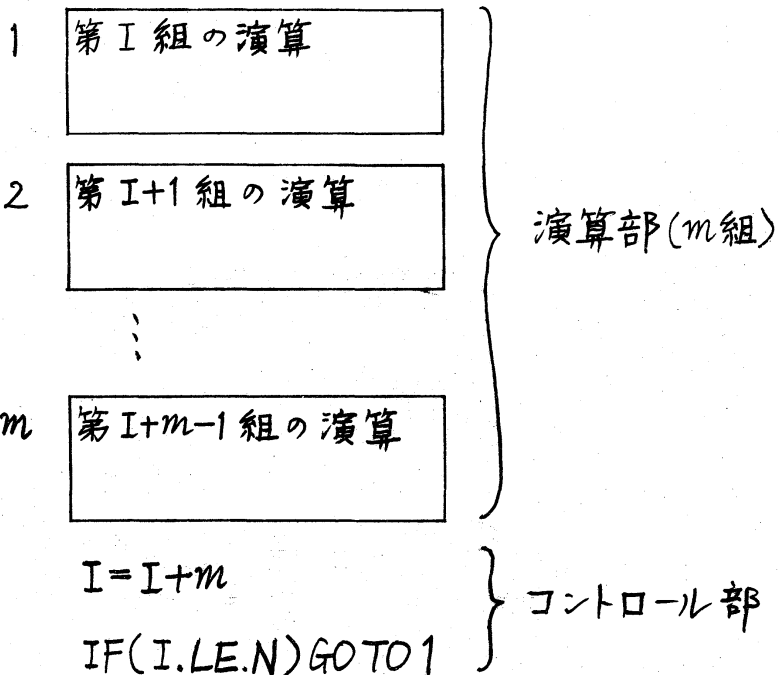 1 第I組の演算
2 第I+1組の演算
演算部(m組)
⋮
m 第I+m-1組の演算
I=I+m
コントロール部
IF(I.LE.N)GOTO1